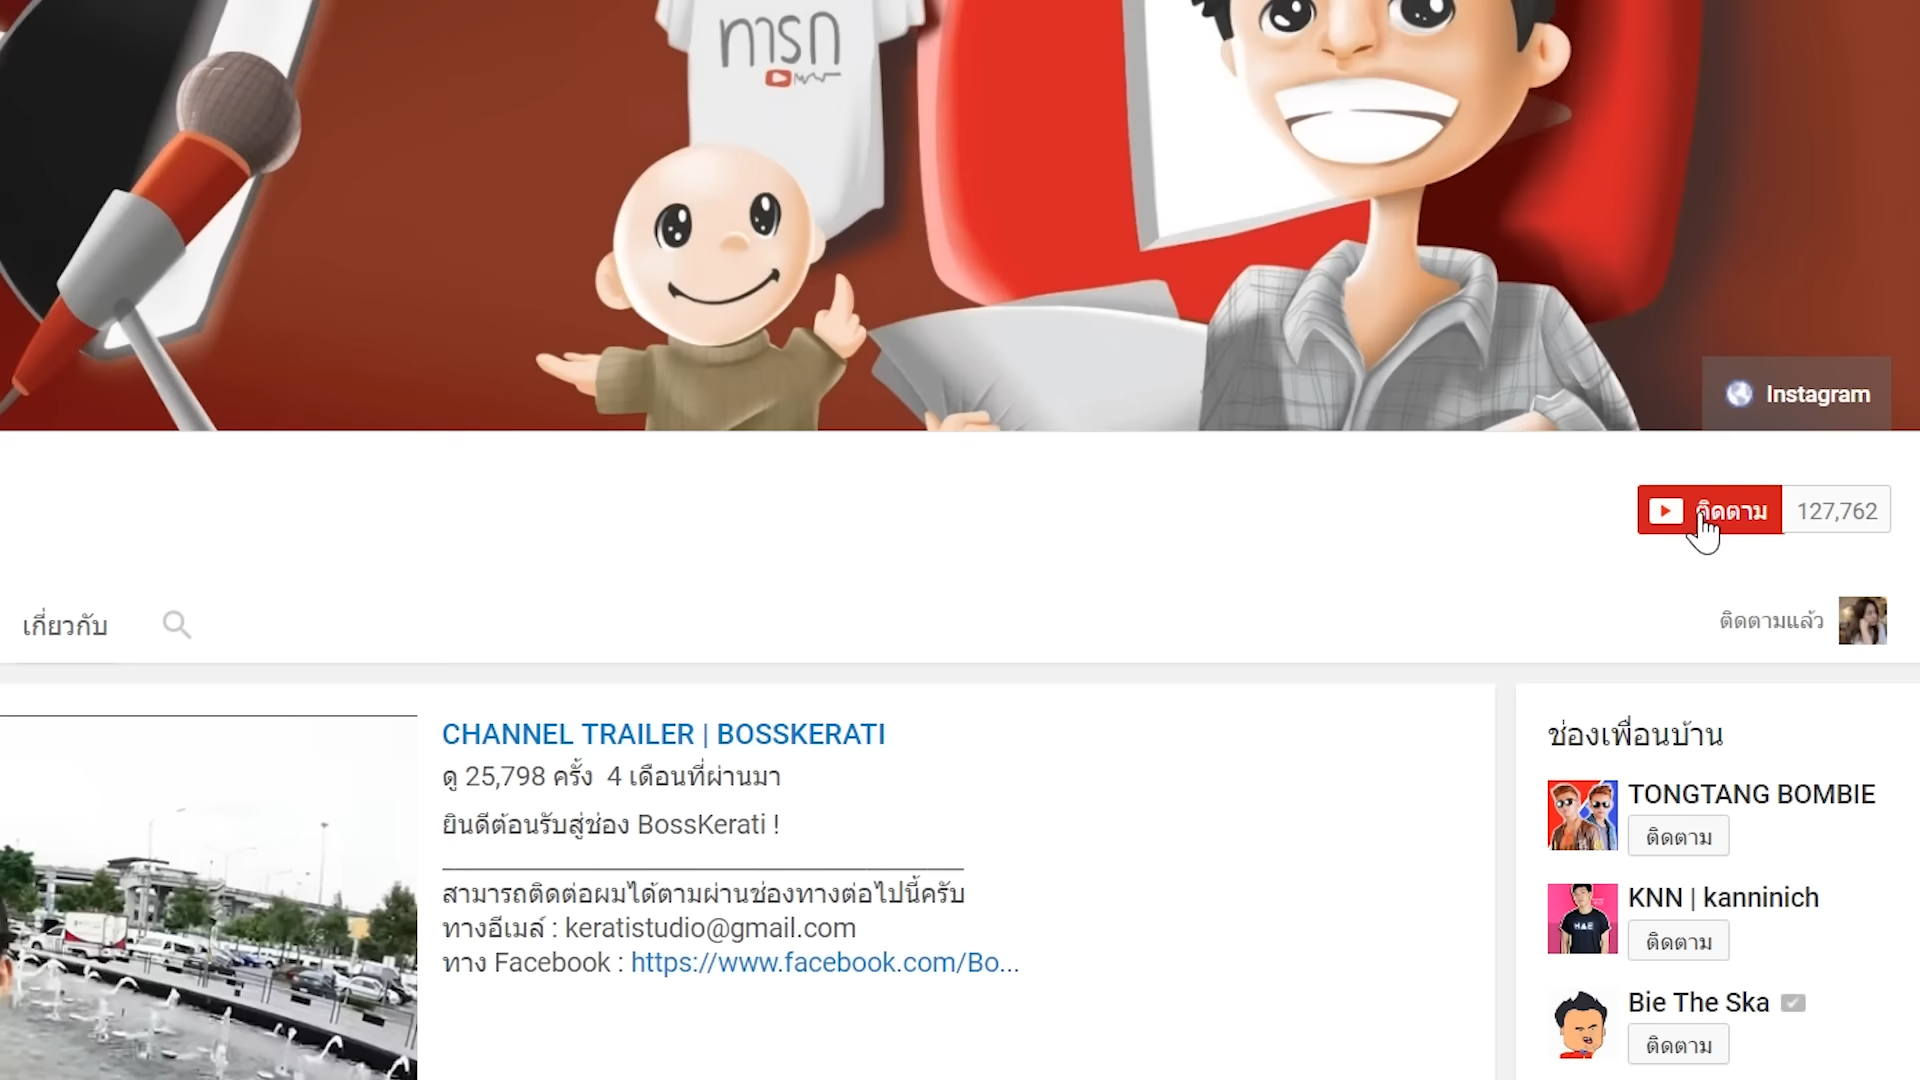 ทารก
Instagram
ติดตาม 127,762
เกี่ยวกับ
ติดตามแล้ว
CHANNEL TRAILER | BOSSKERATI
ดู 25,798 ครั้ง 4 เดือนที่ผ่านมา
ยินดีต้อนรับสู่ช่อง BossKerati !
สามารถติดต่อผมได้ตามผ่านช่องทางต่อไปนี้ครับ
ทางอีเมล์ : keratistudio@gmail.com
ทาง Facebook : https://www.facebook.com/Bo...
ช่องเพื่อนบ้าน
TONGTANG BOMBIE
ติดตาม
KNN | kanninich
ติดตาม
Bie The Ska
ติดตาม